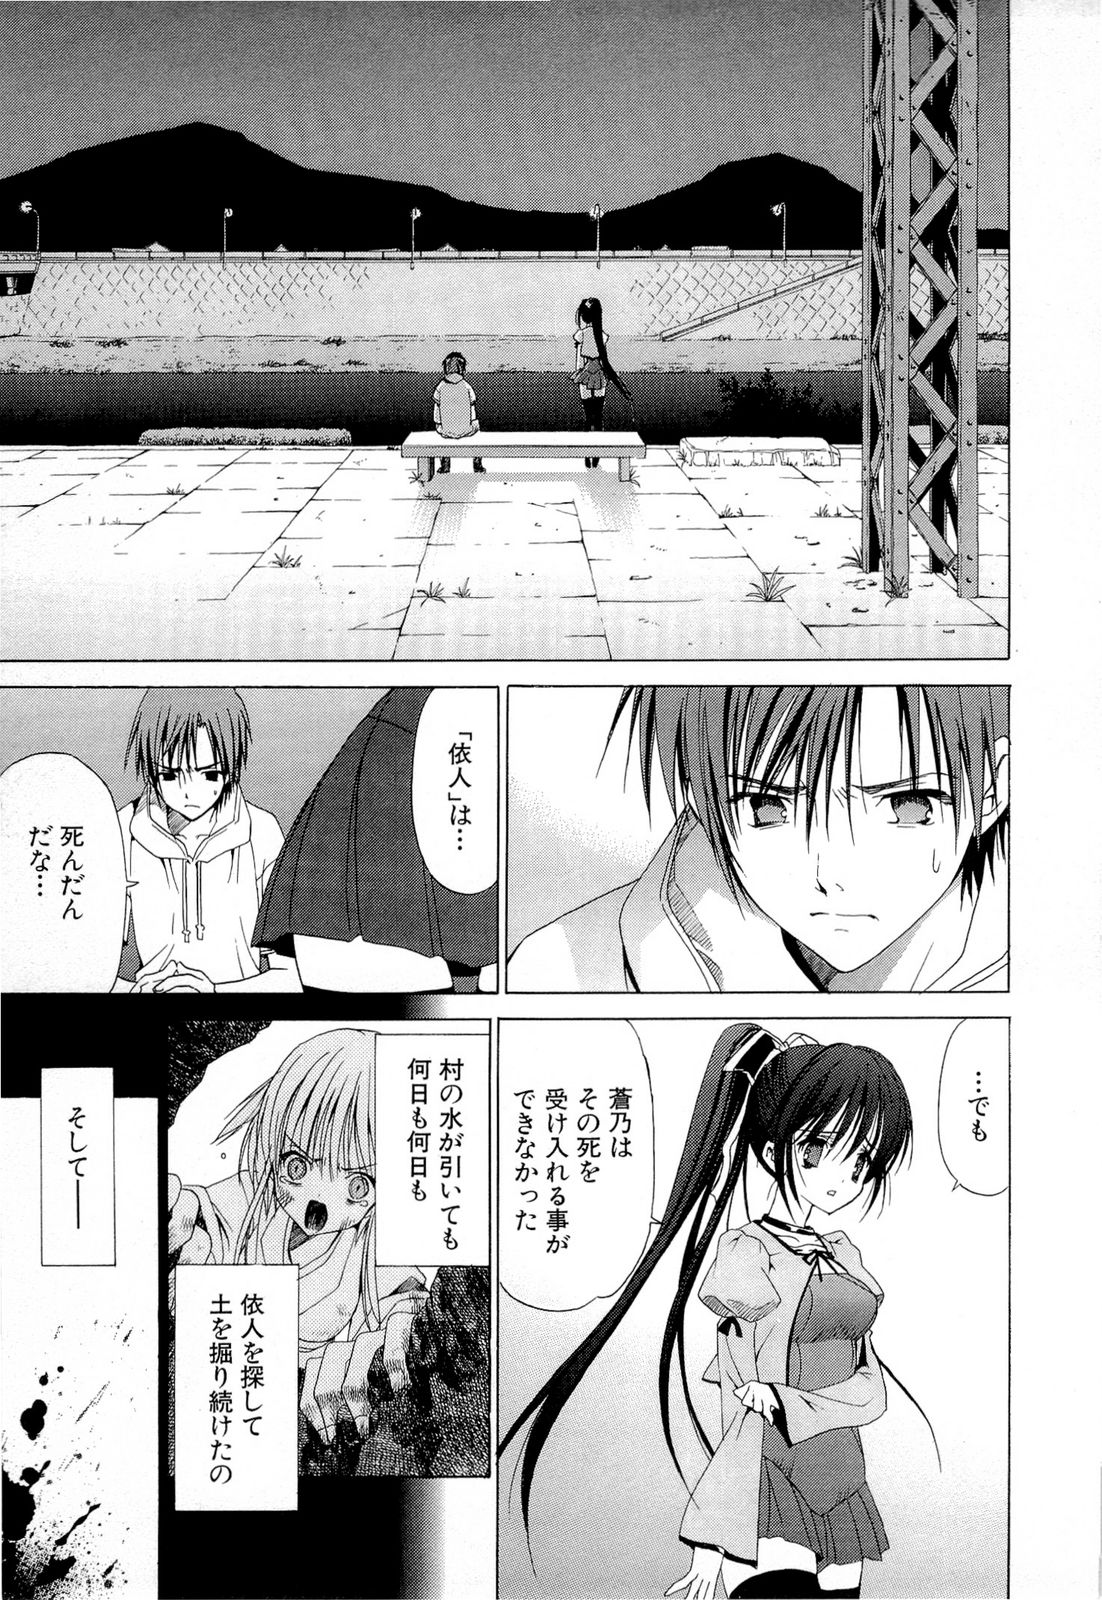 「依人」は…
死んだん
だな…
…でも
蒼乃は
その死を
受け入れる事が
できなかった
村の水が引いても
何日も何日も
依人を探して
土を掘り続けたの
そして――